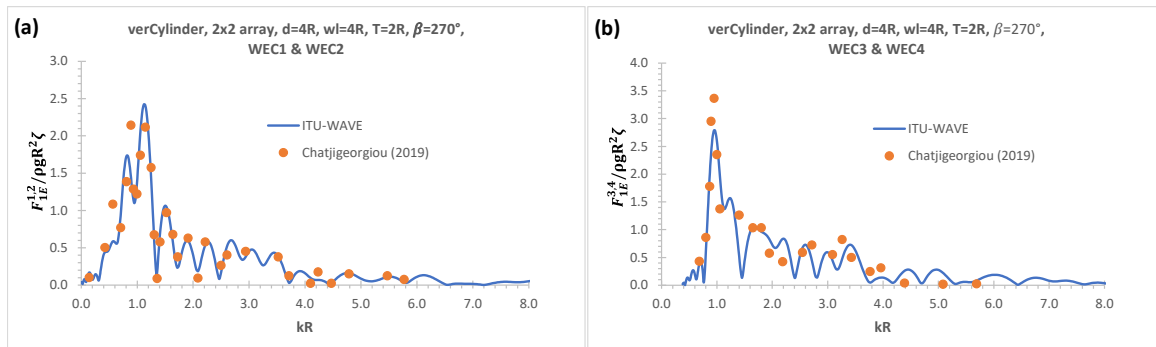 (a)
verCylinder, 2x2 array, d=4R, wl=4R, T=2R, β=270°,
WEC1 & WEC2
3.0
2.5
2.0
1.5
1.0
0.5
0.0
F₁E^1,2/ρgR²ζ
ITU-WAVE
Chatjigeorgiou (2019)
0.0 1.0 2.0 3.0 4.0 5.0 6.0 7.0 8.0
kR
(b)
verCylinder, 2x2 array, d=4R, wl=4R, T=2R, β=270°,
WEC3 & WEC4
4.0
3.5
3.0
2.5
2.0
1.5
1.0
0.5
0.0
F₁E^3,4/ρgR²ζ
ITU-WAVE
Chatjigeorgiou (2019)
0.0 1.0 2.0 3.0 4.0 5.0 6.0 7.0 8.0
kR